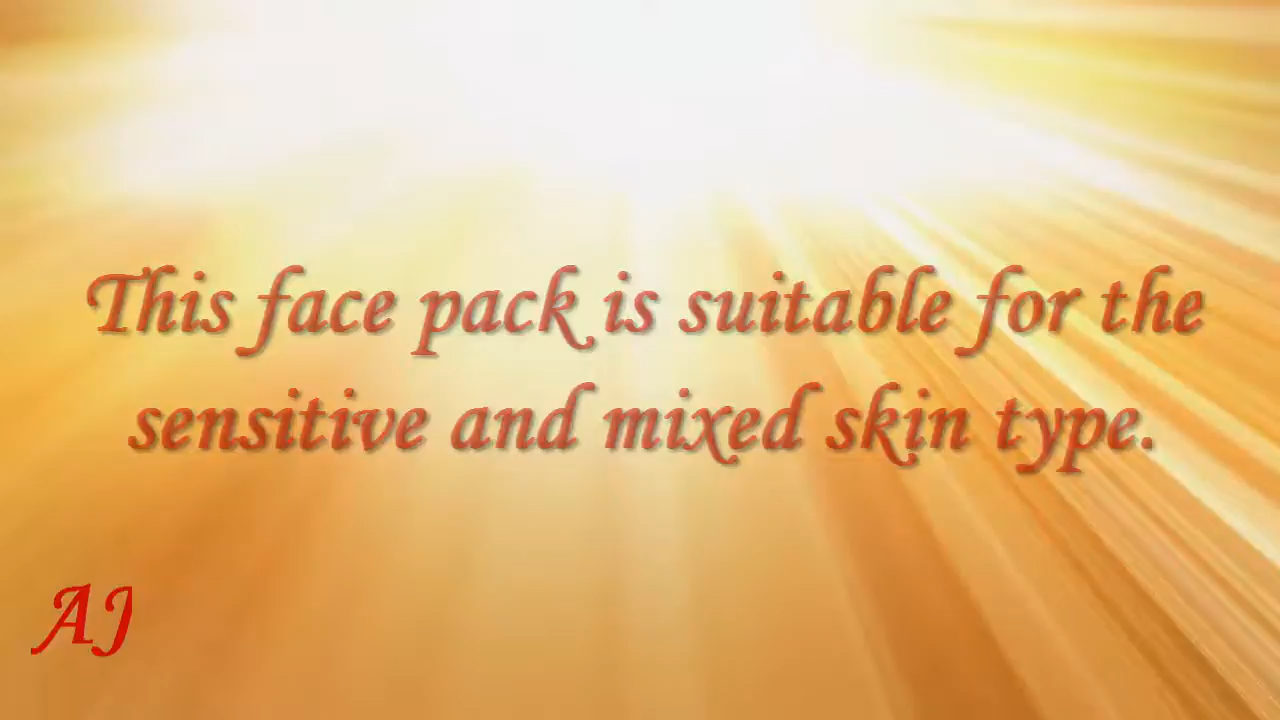 This face pack is suitable for the
sensitive and mixed skin type.
AJ